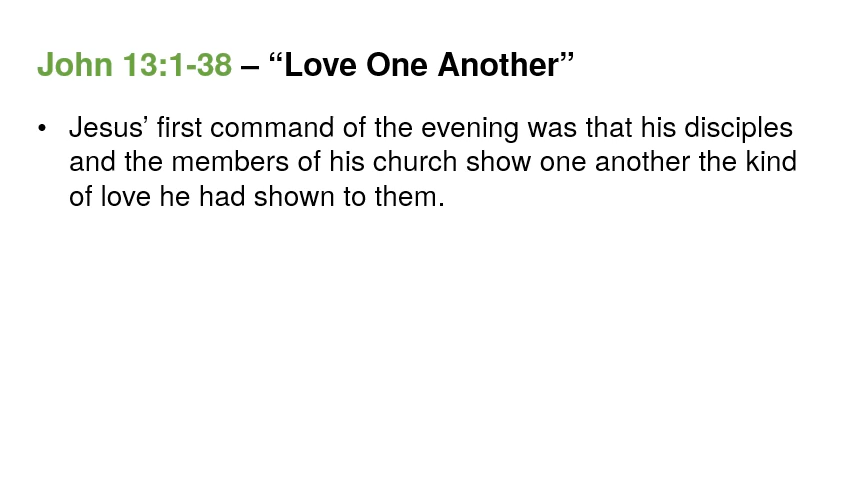 John 13:1-38 – “Love One Another”
• Jesus’ first command of the evening was that his disciples
and the members of his church show one another the kind
of love he had shown to them.